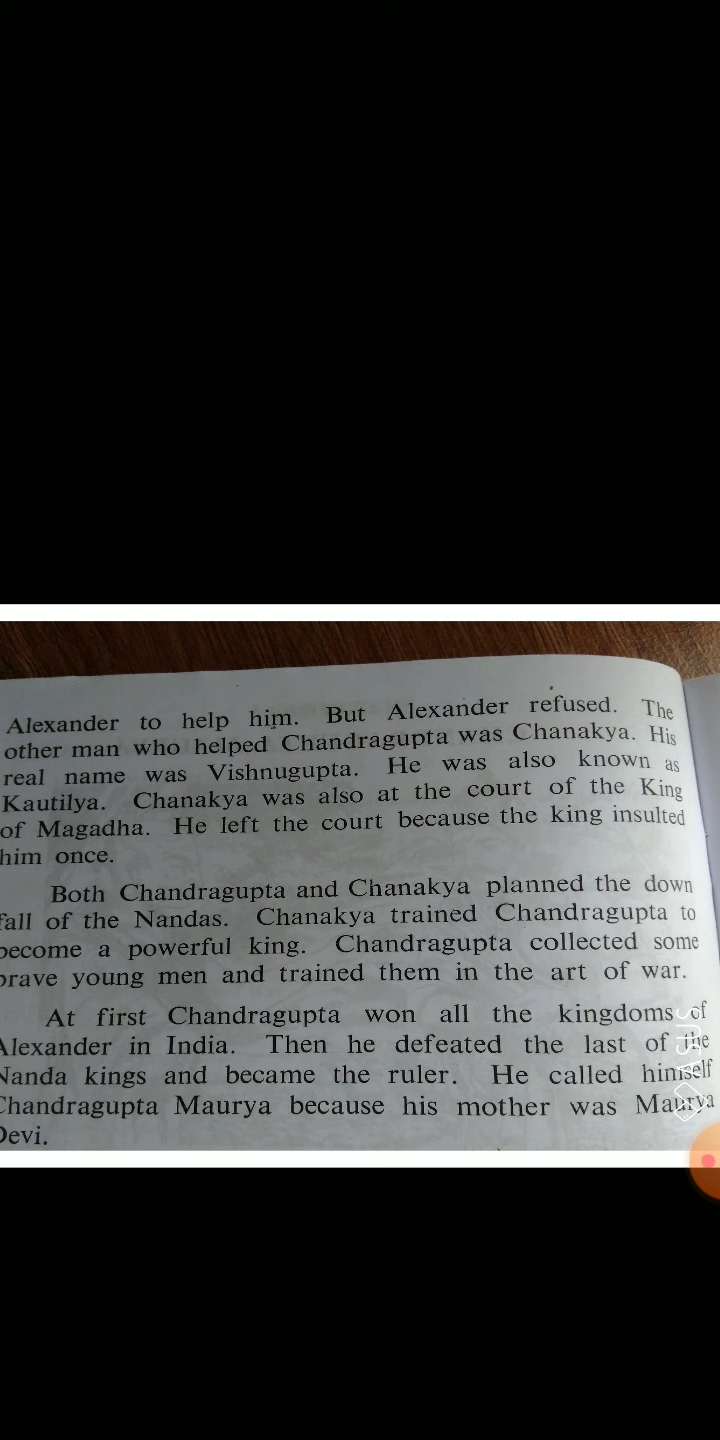 Alexander to help him. But Alexander refused. The
other man who helped Chandragupta was Chanakya. His
real name was Vishnugupta. He was also known as
Kautilya. Chanakya was also at the court of the King
of Magadha. He left the court because the king insulted
him once.
Both Chandragupta and Chanakya planned the down
fall of the Nandas. Chanakya trained Chandragupta to
become a powerful king. Chandragupta collected some
brave young men and trained them in the art of war.
At first Chandragupta won all the kingdoms of
Alexander in India. Then he defeated the last of the
Nanda kings and became the ruler. He called himself
Chandragupta Maurya because his mother was Maurya
Devi.